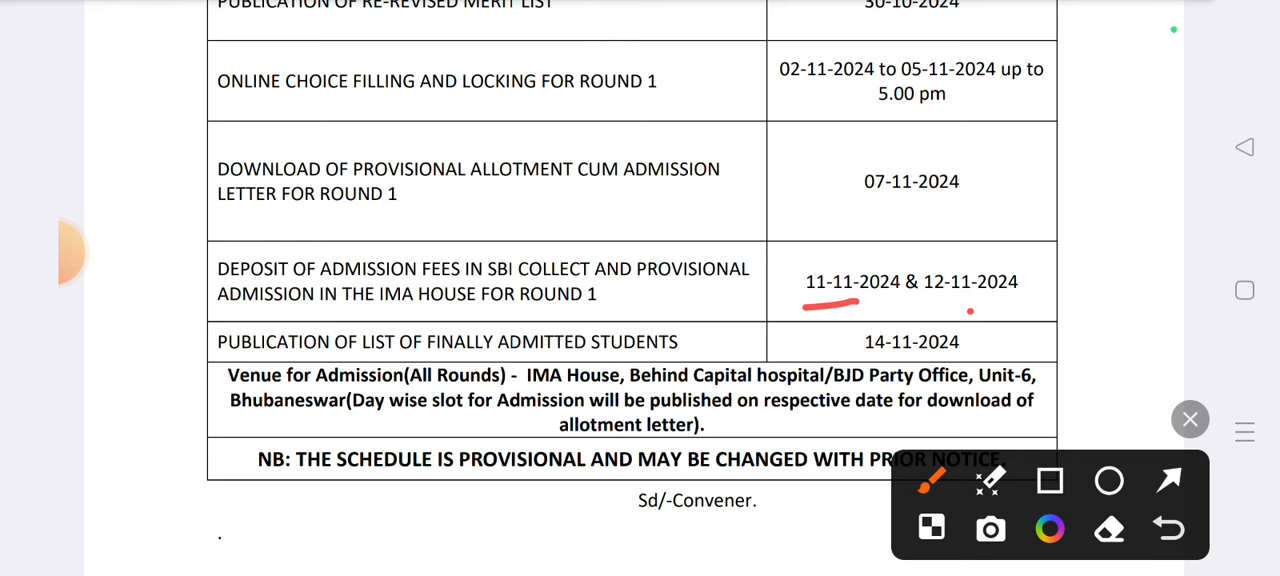 PUBLICATION OF RE-REVISED MERIT LIST
30-10-2024
ONLINE CHOICE FILLING AND LOCKING FOR ROUND 1
02-11-2024 to 05-11-2024 up to
5.00 pm
DOWNLOAD OF PROVISIONAL ALLOTMENT CUM ADMISSION
LETTER FOR ROUND 1
07-11-2024
DEPOSIT OF ADMISSION FEES IN SBI COLLECT AND PROVISIONAL
ADMISSION IN THE IMA HOUSE FOR ROUND 1
11-11-2024 & 12-11-2024
PUBLICATION OF LIST OF FINALLY ADMITTED STUDENTS
14-11-2024
Venue for Admission(All Rounds) - IMA House, Behind Capital hospital/BJD Party Office, Unit-6,
Bhubaneswar(Day wise slot for Admission will be published on respective date for download of
allotment letter).
NB: THE SCHEDULE IS PROVISIONAL AND MAY BE CHANGED WITH PRIOR NOTICE.
Sd/-Convener.
.